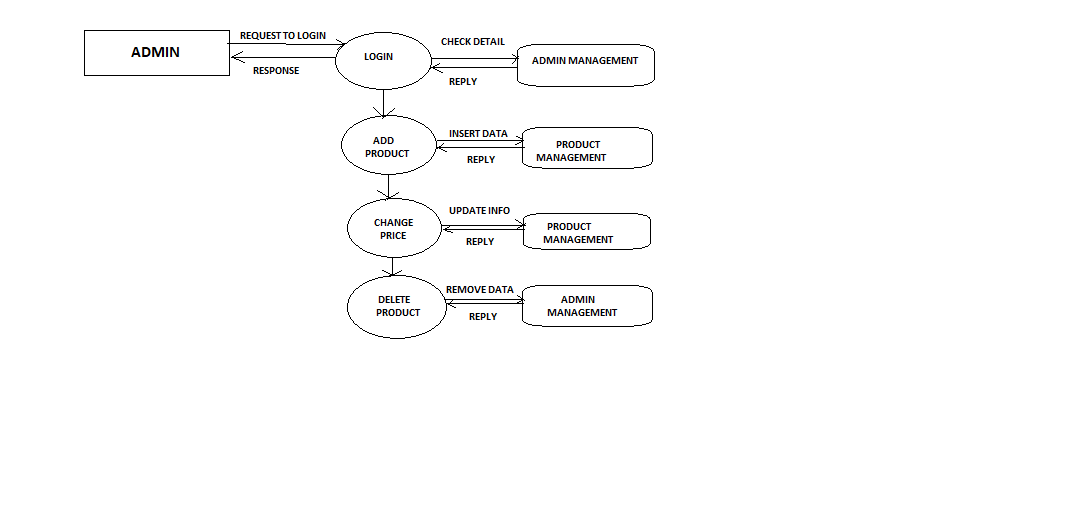 REQUEST TO LOGIN
ADMIN
RESPONSE
LOGIN
CHECK DETAIL
REPLY
ADMIN MANAGEMENT
ADD
PRODUCT
INSERT DATA
REPLY
PRODUCT
MANAGEMENT
CHANGE
PRICE
UPDATE INFO
REPLY
PRODUCT
MANAGEMENT
DELETE
PRODUCT
REMOVE DATA
REPLY
ADMIN
MANAGEMENT